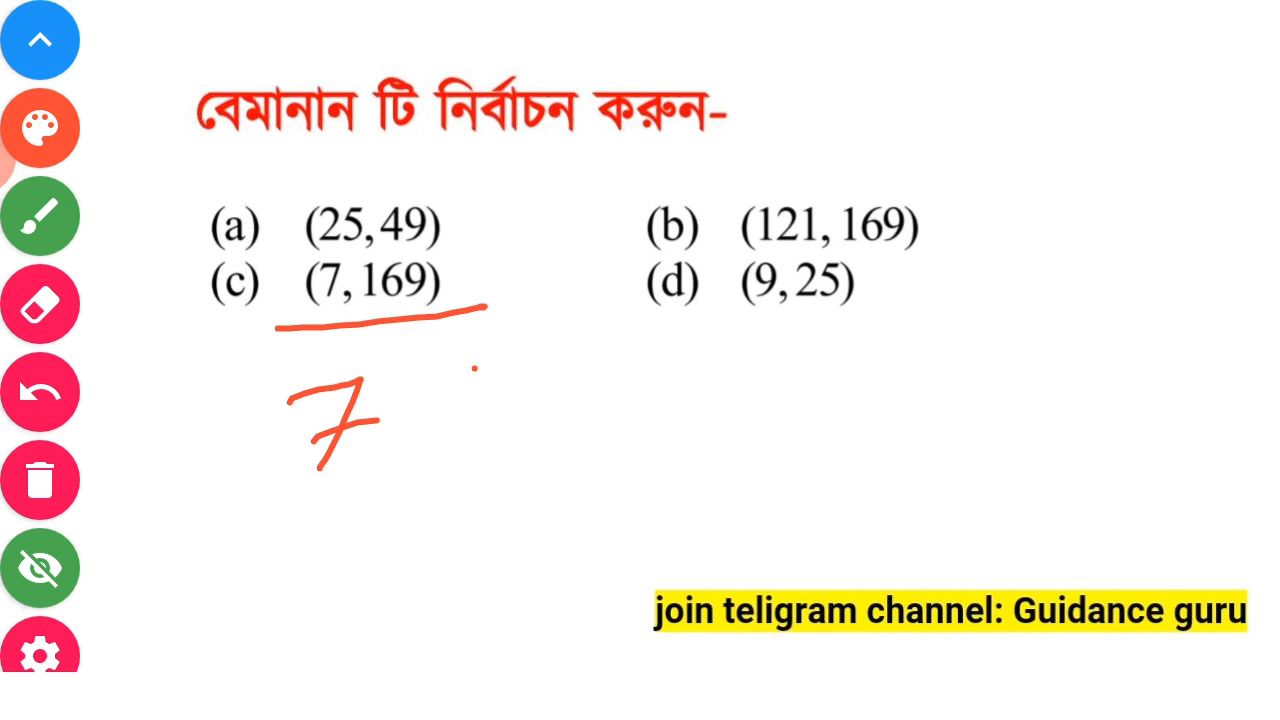 বেমানান টি নির্বাচন করুন-
(a) (25, 49) (b) (121, 169)
(c) (7, 169) (d) (9, 25)
7
join teligram channel: Guidance guru